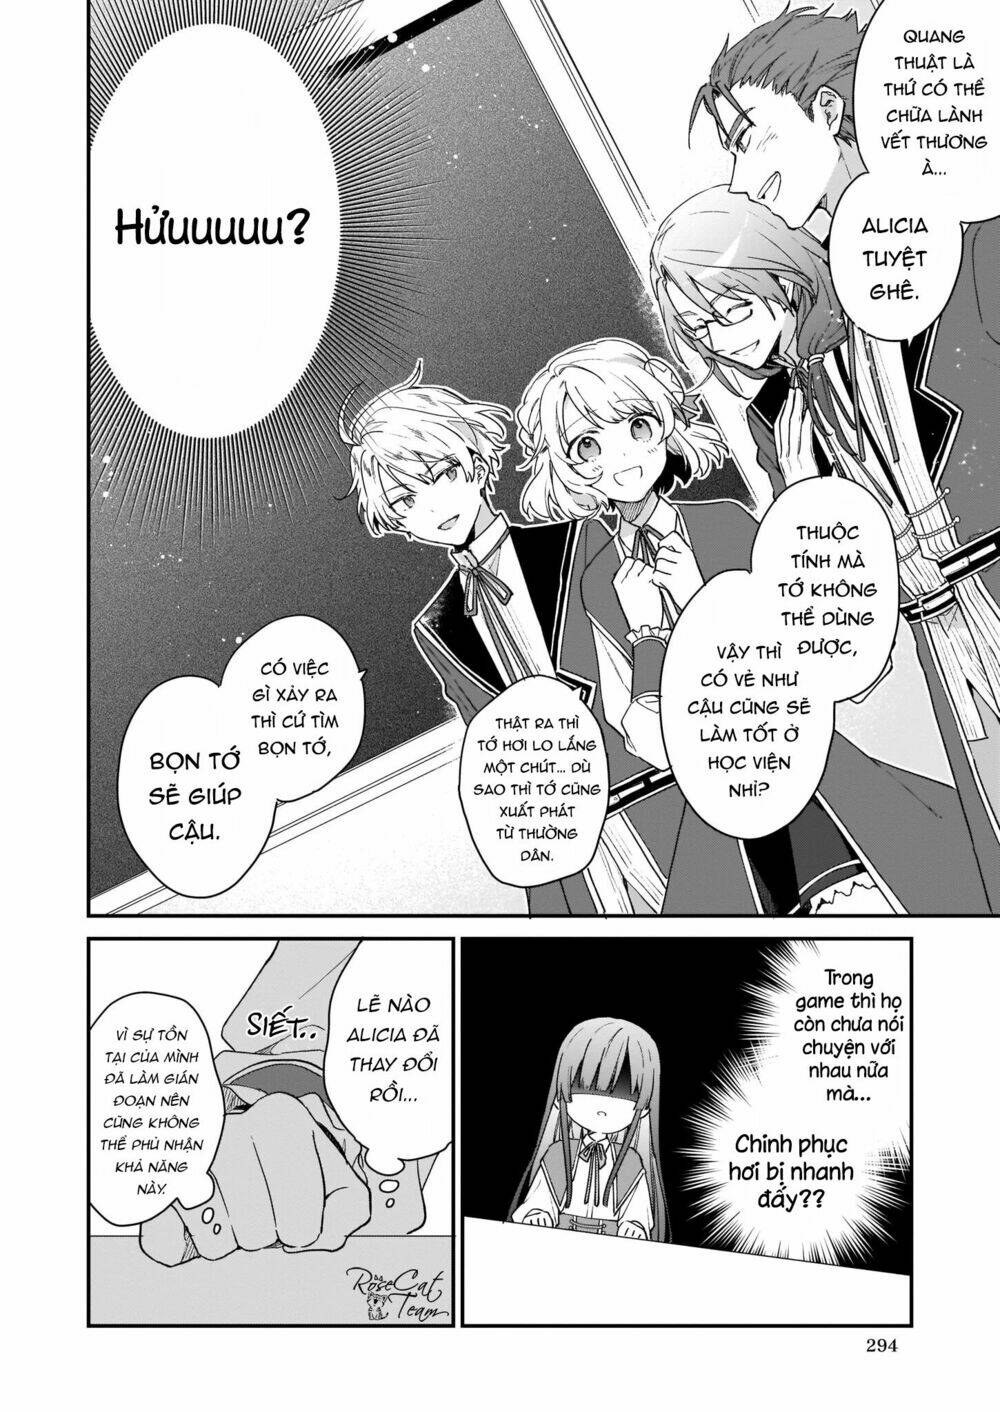 QUANG
THUẬT LÀ
THỨ CÓ THỂ
CHỮA LÀNH
VẾT THƯƠNG
À...
ALICIA
TUYỆT
GHÊ.
Hửuuuuu?
THUỘC
TÍNH MÀ
TỚ KHÔNG
THỂ DÙNG
ĐƯỢC,
VẬY THÌ
CÓ VẺ NHƯ
CẬU CŨNG SẼ
LÀM TỐT Ở
HỌC VIỆN
NHỈ?
THẬT RA THÌ
TỚ HƠI LO LẮNG
MỘT CHÚT... DÙ
SAO THÌ TỚ CŨNG
XUẤT PHÁT
TỪ THƯỜNG
DÂN.
CÓ VIỆC
GÌ XẢY RA
THÌ CỨ TÌM
BỌN TỚ,
BỌN TỚ
SẼ GIÚP
CẬU.
Trong
game thì họ
còn chưa nói
chuyện với
nhau nữa
mà...
Chinh phục
hơi bị nhanh
đấy??
LẼ NÀO
ALICIA ĐÃ
THAY ĐỔI
RỒI...
SIẾT..
VÌ SỰ TỒN
TẠI CỦA MÌNH
ĐÃ LÀM GIÁN
ĐOẠN NÊN
CŨNG KHÔNG
THỂ PHỦ NHẬN
KHẢ NĂNG
NÀY.
RoseCat
Team
294